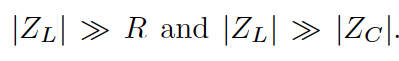 |Z_L| ≫ R and |Z_L| ≫ |Z_C|.